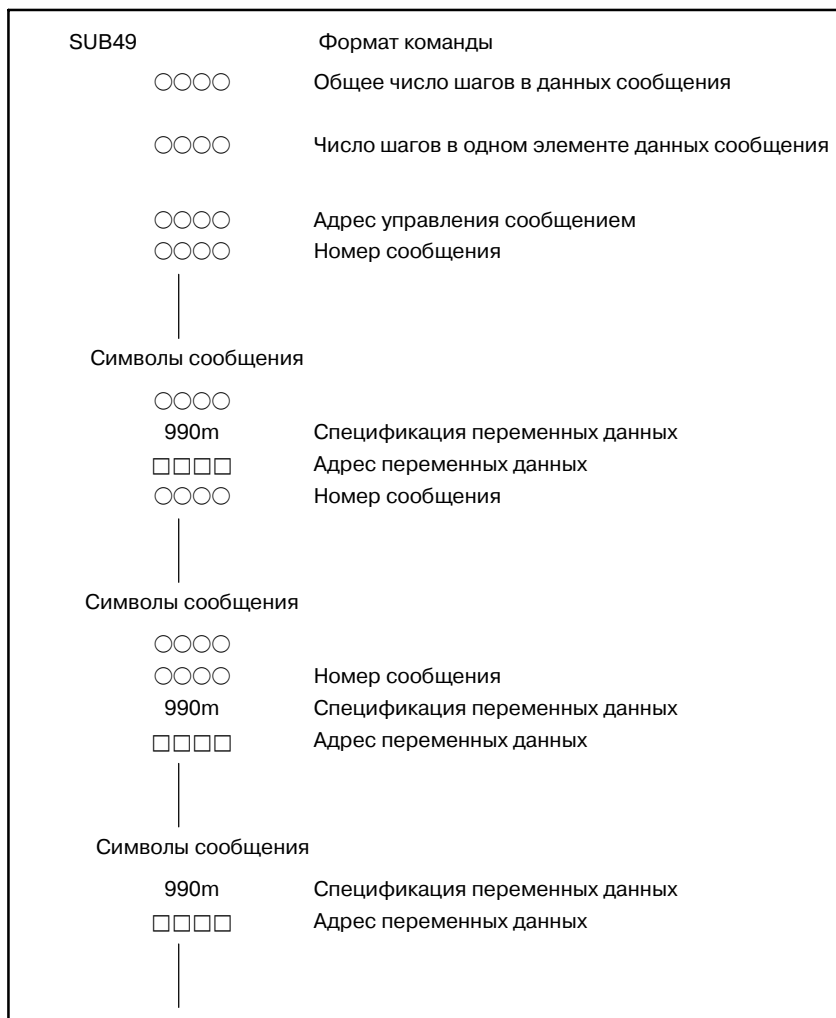 SUB49 Формат команды
○○○○ Общее число шагов в данных сообщения
○○○○ Число шагов в одном элементе данных сообщения
○○○○ Адрес управления сообщением
○○○○ Номер сообщения
Символы сообщения
○○○○
990m Спецификация переменных данных
□□□□ Адрес переменных данных
○○○○ Номер сообщения
Символы сообщения
○○○○
○○○○ Номер сообщения
990m Спецификация переменных данных
□□□□ Адрес переменных данных
Символы сообщения
990m Спецификация переменных данных
□□□□ Адрес переменных данных